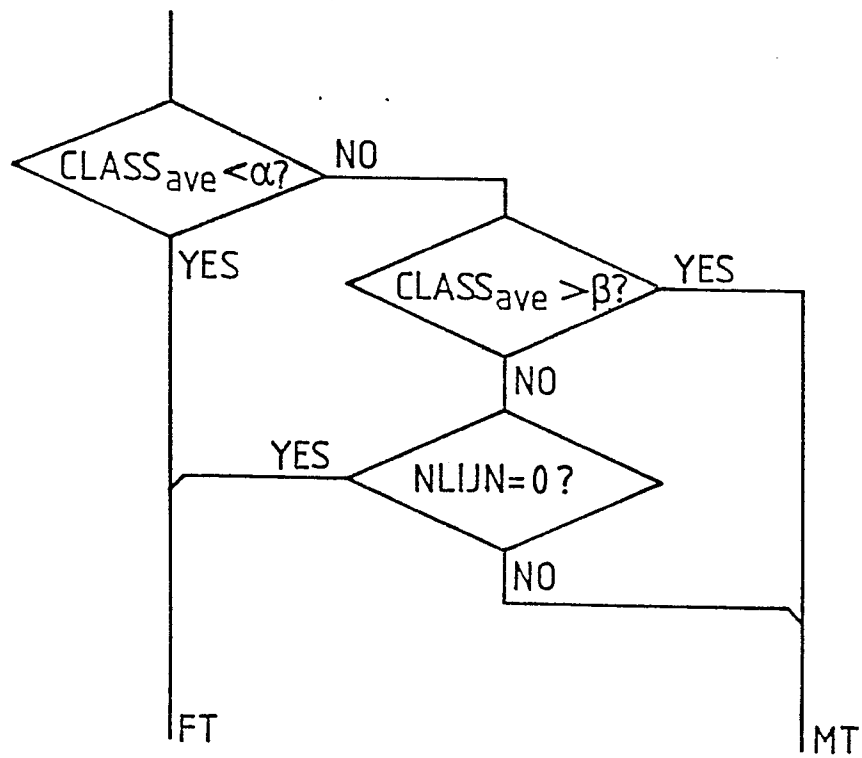 CLASSave <α?
NO
YES
CLASSave >β?
YES
NO
YES
NLIJN=0?
NO
FT
MT